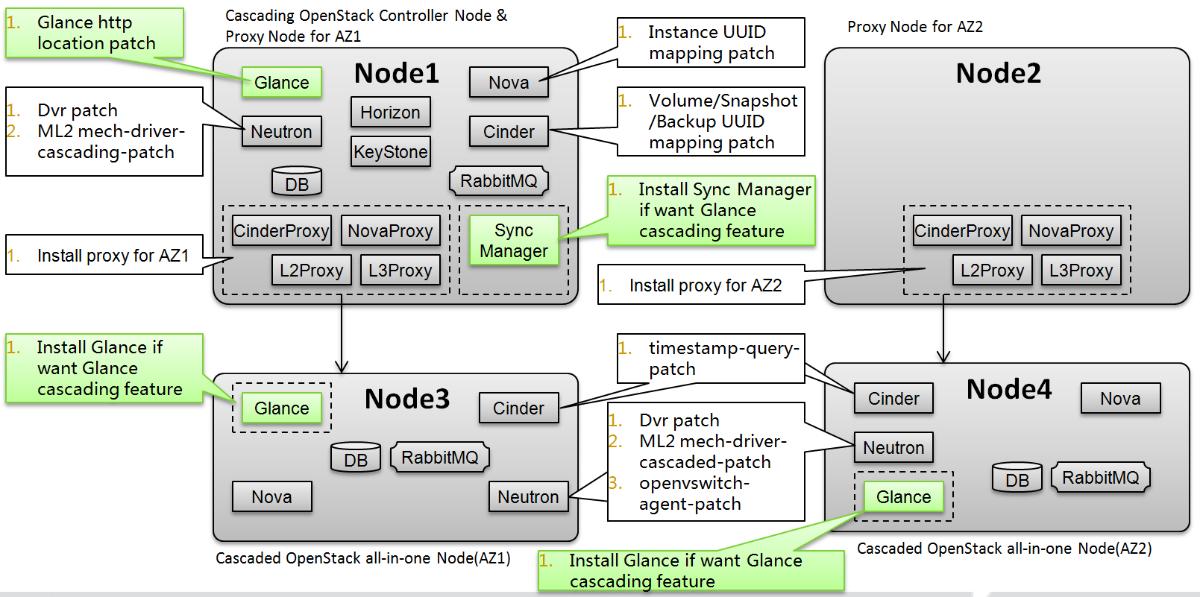 1. Glance http
location patch
Cascading OpenStack Controller Node &
Proxy Node for AZ1
1. Instance UUID
mapping patch
Proxy Node for AZ2
Glance
Node1
Nova
Node2
1. Dvr patch
2. ML2 mech-driver-
cascading-patch
Horizon
Neutron
Cinder
KeyStone
1. Volume/Snapshot
/Backup UUID
mapping patch
DB
RabbitMQ
1. Install Sync Manager
if want Glance
cascading feature
CinderProxy
NovaProxy
Sync
Manager
L2Proxy
L3Proxy
1. Install proxy for AZ1
1. Install proxy for AZ2
CinderProxy
NovaProxy
L2Proxy
L3Proxy
1. Install Glance if
want Glance
cascading feature
Glance
Node3
Cinder
DB
RabbitMQ
Nova
Neutron
Cascaded OpenStack all-in-one Node(AZ1)
1. timestamp-query-
patch
1. Dvr patch
2. ML2 mech-driver-
cascaded-patch
3. openvswitch-
agent-patch
Node4
Cinder
Nova
Neutron
DB
RabbitMQ
Glance
Cascaded OpenStack all-in-one Node(AZ2)
1. Install Glance if want Glance
cascading feature